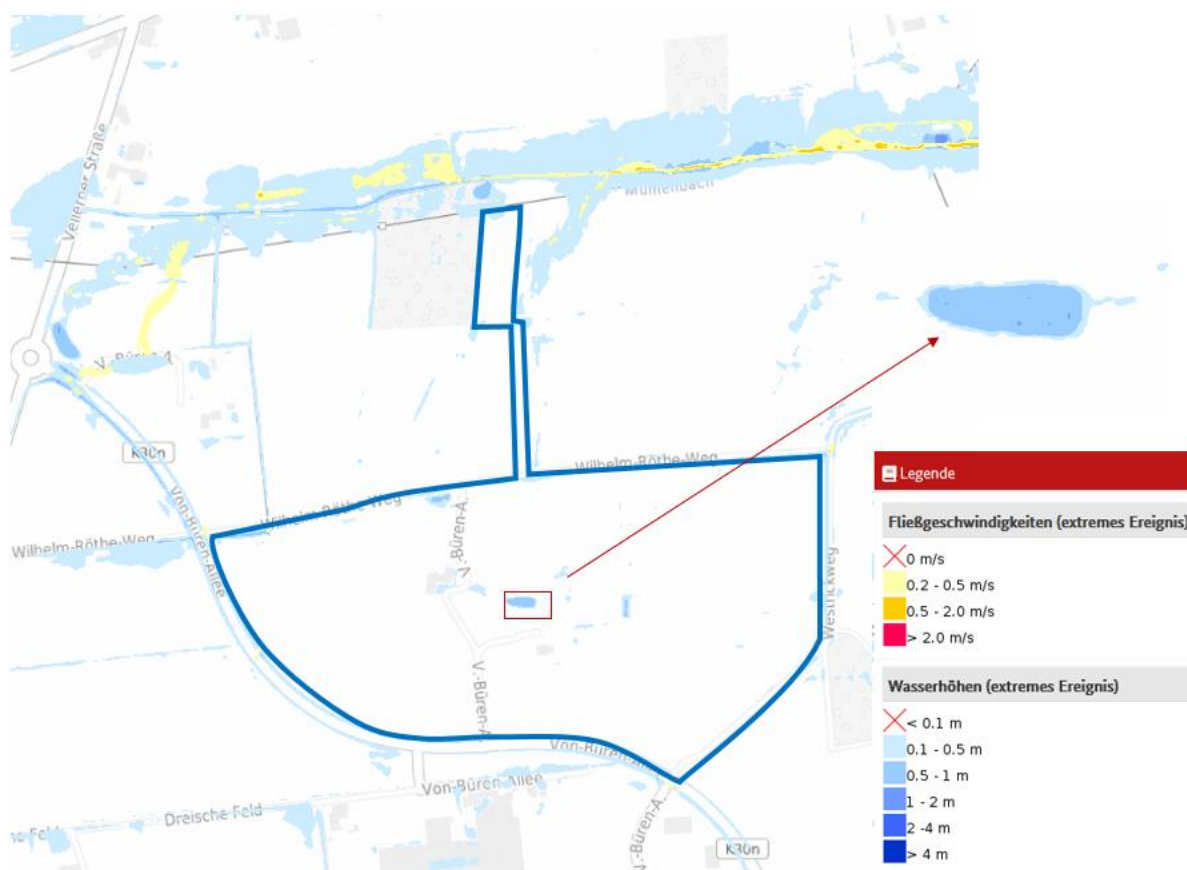 Vellerner Straße
Mühlenbach
V.-Büren-A.
K30n
Wilhelm-Röthe-Weg
Von-Büren-Allee
Wilhelm-Röthe-Weg
Wilhelm-Röthe-Weg
V.-Büren-A.
Westrickweg
V.-Büren-A.
Von-Büren-Allee
Von-Büren Allee
Dreische Feld
V.-Büren-A.
K30n
Legende
Fließgeschwindigkeiten (extremes Ereignis)
0 m/s
0.2 - 0.5 m/s
0.5 - 2.0 m/s
> 2.0 m/s
Wasserhöhen (extremes Ereignis)
< 0.1 m
0.1 - 0.5 m
0.5 - 1 m
1 - 2 m
2 -4 m
> 4 m